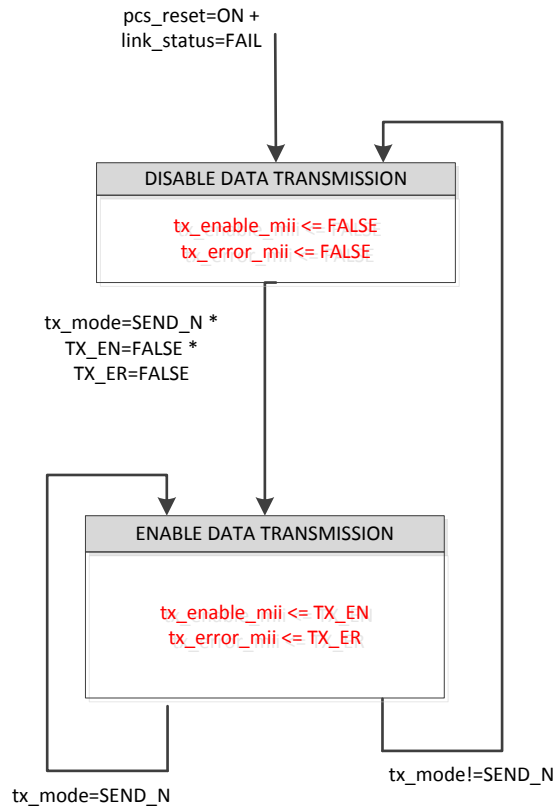 pcs_reset=ON +
link_status=FAIL
DISABLE DATA TRANSMISSION
tx_enable_mii <= FALSE
tx_error_mii <= FALSE
tx_mode=SEND_N *
TX_EN=FALSE *
TX_ER=FALSE
ENABLE DATA TRANSMISSION
tx_enable_mii <= TX_EN
tx_error_mii <= TX_ER
tx_mode=SEND_N
tx_mode!=SEND_N